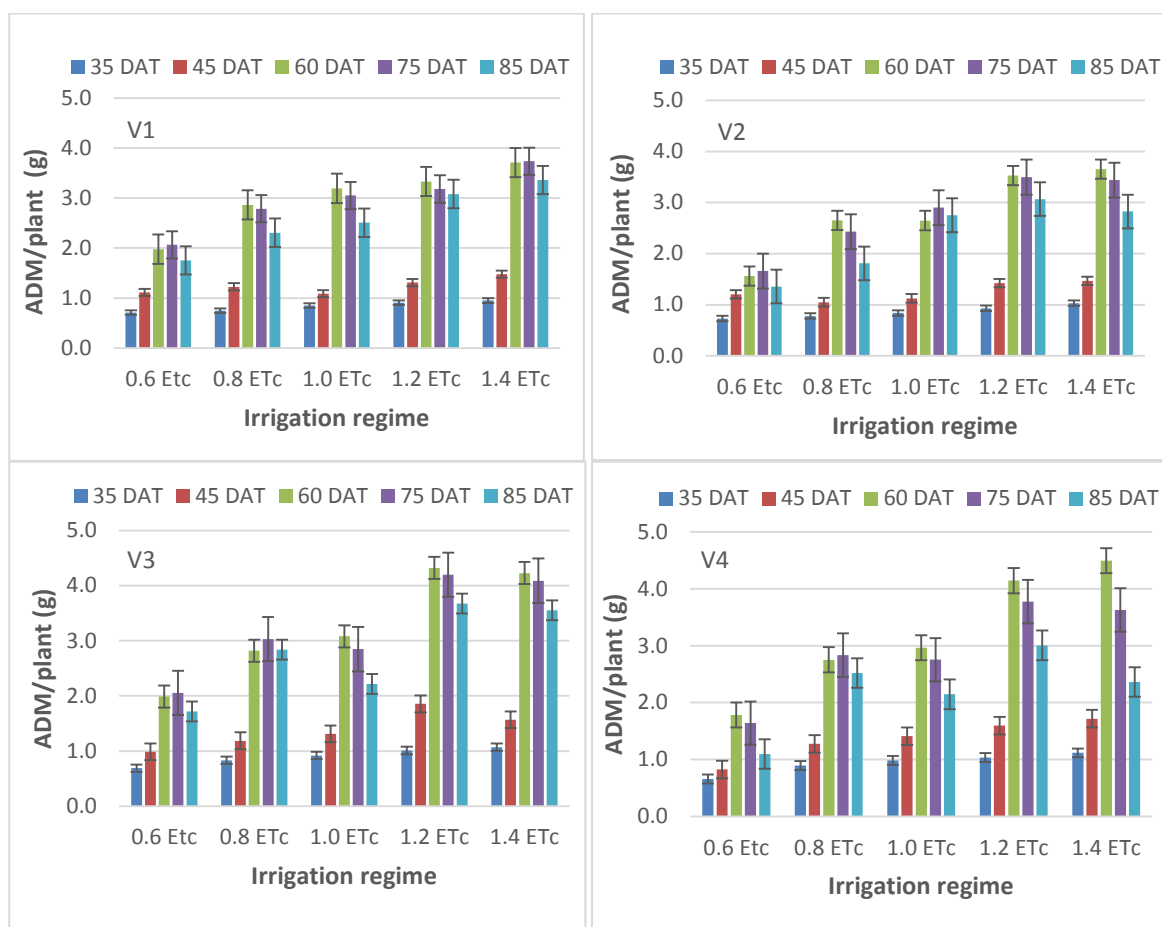 35 DAT 45 DAT 60 DAT 75 DAT 85 DAT
V1
ADM/plant (g)
5.0
4.0
3.0
2.0
1.0
0.0
0.6 Etc 0.8 ETc 1.0 ETc 1.2 ETc 1.4 ETc
Irrigation regime
35 DAT 45 DAT 60 DAT 75 DAT 85 DAT
V2
ADM/plant (g)
5.0
4.0
3.0
2.0
1.0
0.0
0.6 Etc 0.8 ETc 1.0 ETc 1.2 ETc 1.4 ETc
Irrigation regime
35 DAT 45 DAT 60 DAT 75 DAT 85 DAT
V3
ADM/plant (g)
5.0
4.0
3.0
2.0
1.0
0.0
0.6 Etc 0.8 ETc 1.0 ETc 1.2 ETc 1.4 ETc
Irrigation regime
35 DAT 45 DAT 60 DAT 75 DAT 85 DAT
V4
ADM/plant (g)
5.0
4.0
3.0
2.0
1.0
0.0
0.6 Etc 0.8 ETc 1.0 ETc 1.2 ETc 1.4 ETc
Irrigation regime